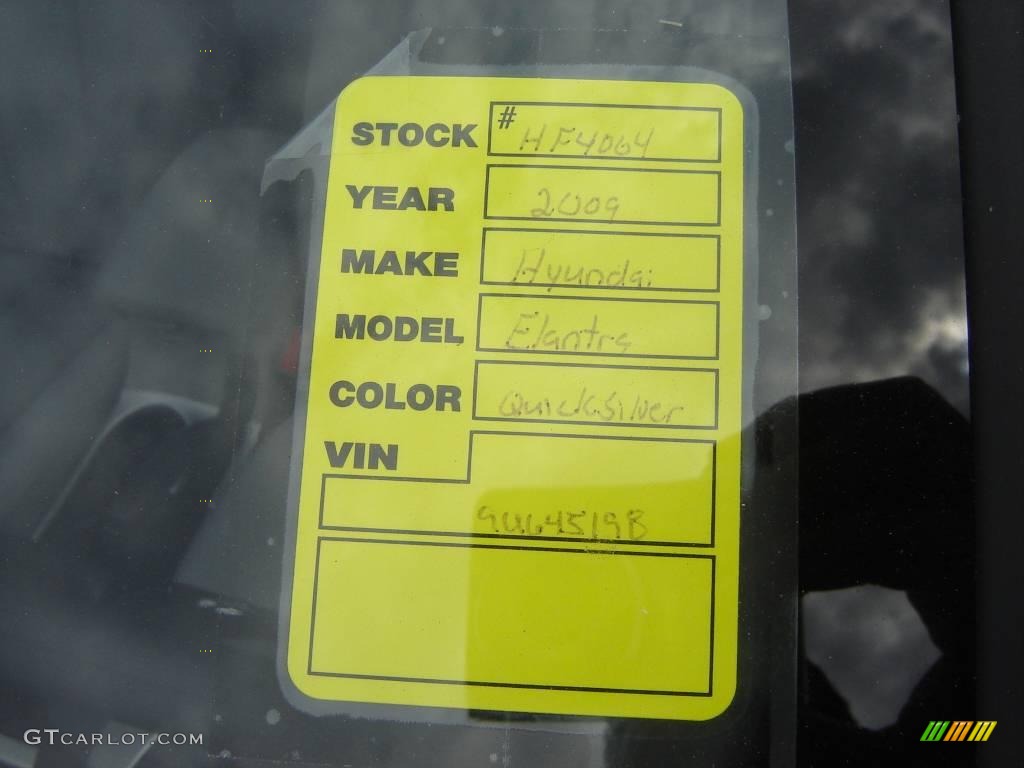 STOCK # HF4064
YEAR 2009
MAKE Hyundai
MODEL Elantra
COLOR Quicksilver
VIN
9U645198
GTCARLOT.COM